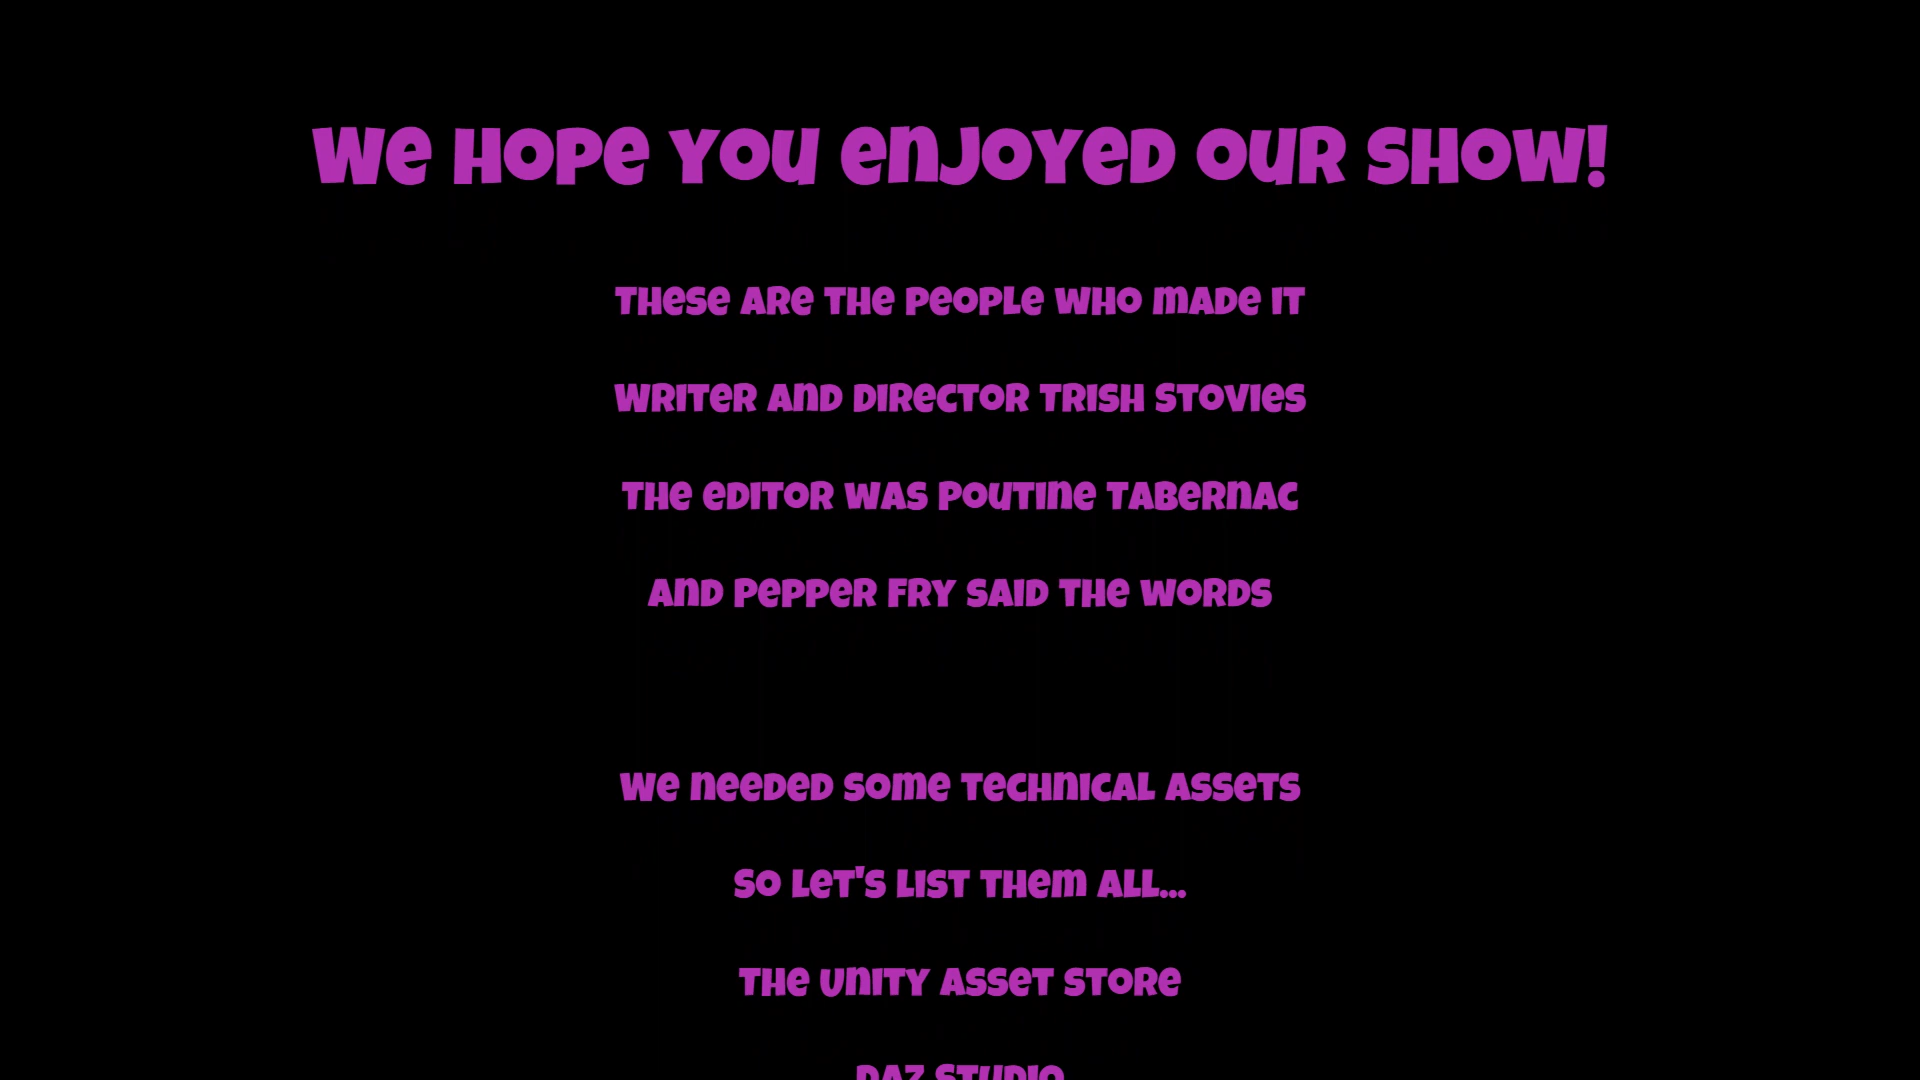 We hope you enjoyed our show!
These are the people who made it
Writer and Director Trish Stovies
The editor was Poutine Tabernac
And Pepper Fry said the words
We needed some technical assets
So let's list them all...
The Unity Asset Store
DAZ Studio